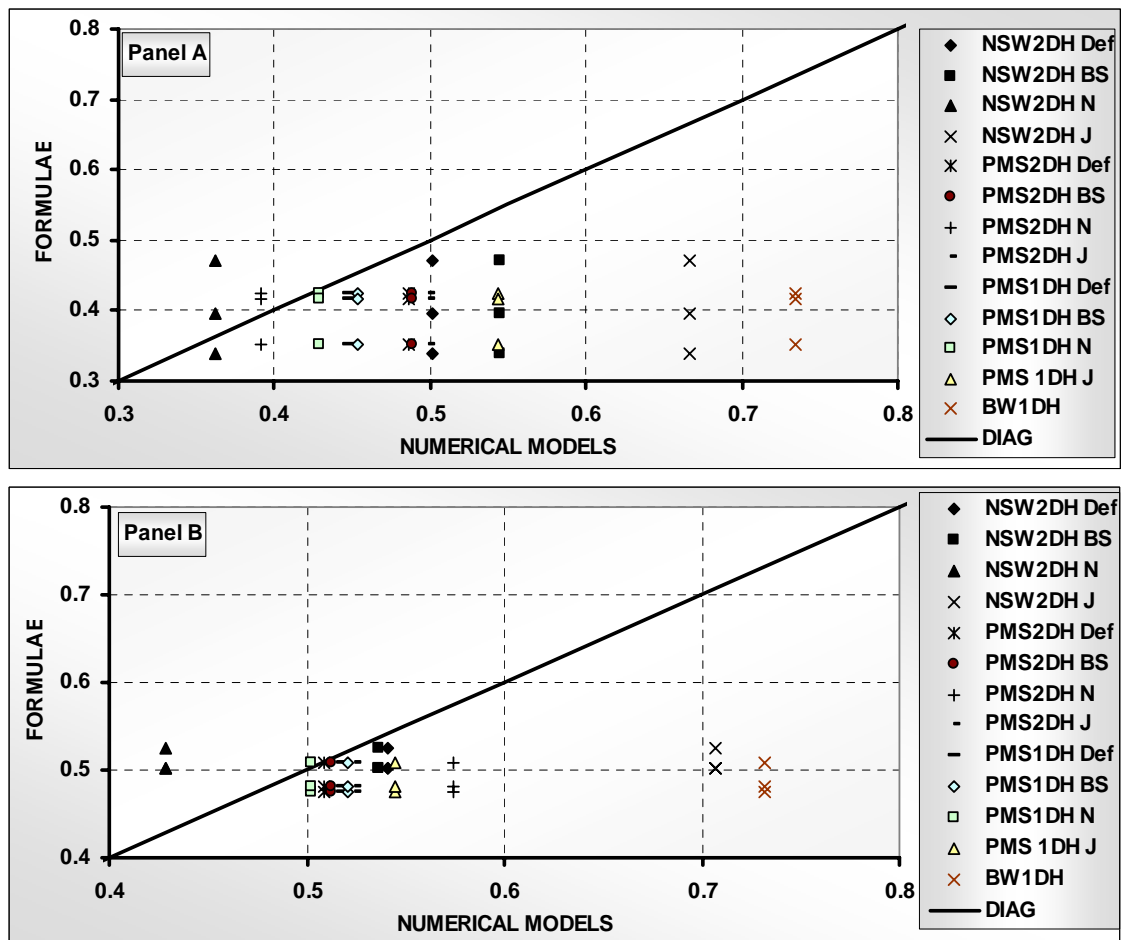 Panel A
0.8
0.7
0.6
0.5
0.4
0.3
FORMULAE
0.3 0.4 0.5 0.6 0.7 0.8
NUMERICAL MODELS
NSW2DH Def
NSW2DH BS
NSW2DH N
NSW2DH J
PMS2DH Def
PMS2DH BS
PMS2DH N
PMS2DH J
PMS1DH Def
PMS1DH BS
PMS1DH N
PMS 1DH J
BW1DH
DIAG
Panel B
0.8
0.7
0.6
0.5
0.4
FORMULAE
0.4 0.5 0.6 0.7 0.8
NUMERICAL MODELS
NSW2DH Def
NSW2DH BS
NSW2DH N
NSW2DH J
PMS2DH Def
PMS2DH BS
PMS2DH N
PMS2DH J
PMS1DH Def
PMS1DH BS
PMS1DH N
PMS 1DH J
BW1DH
DIAG